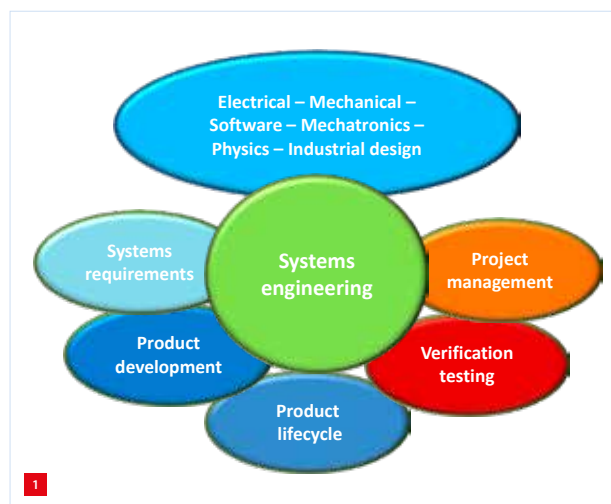 Electrical – Mechanical –
Software – Mechatronics –
Physics – Industrial design
Systems
requirements
Systems
engineering
Project
management
Product
development
Verification
testing
Product
lifecycle
1